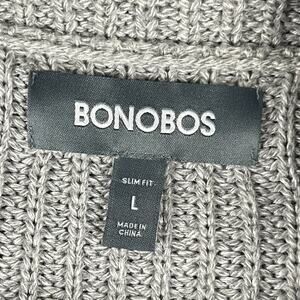 BONOBOS
SLIM FIT
L
MADE IN
CHINA